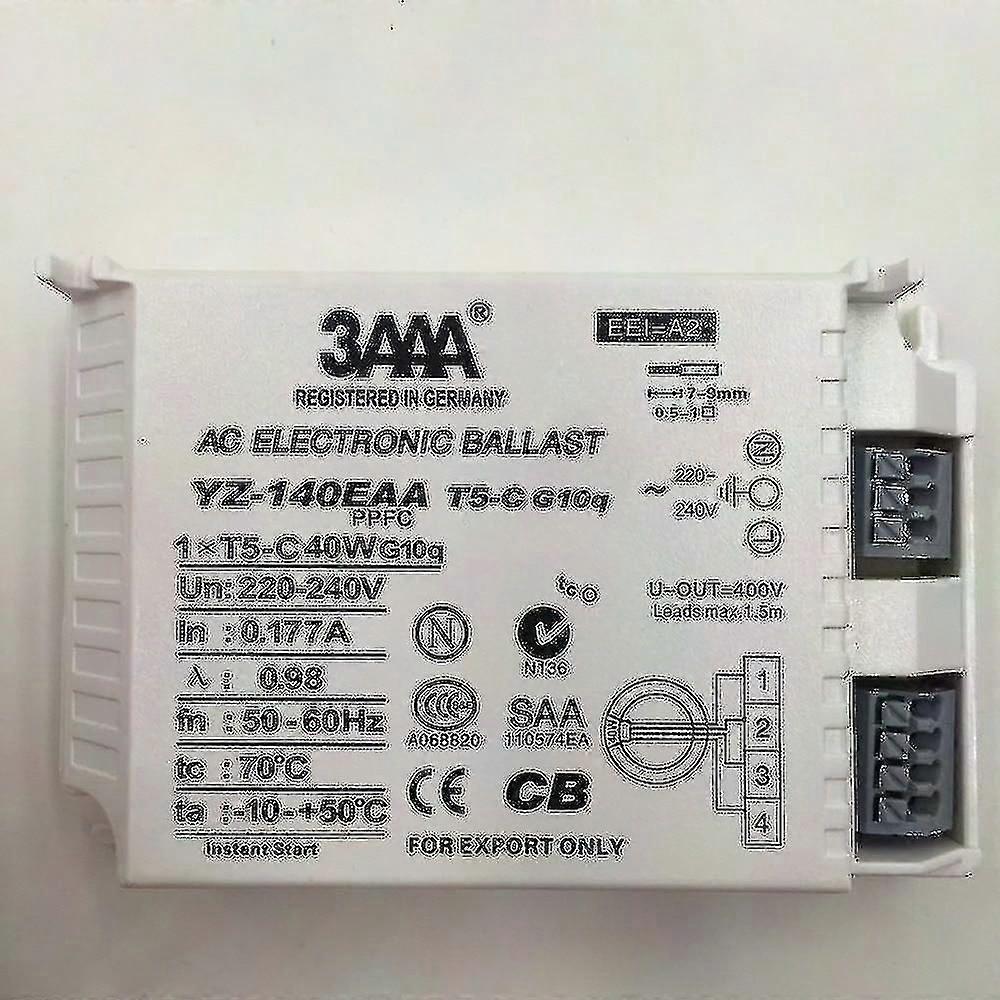 3AAA®
REGISTERED IN GERMANY
AC ELECTRONIC BALLAST
YZ-140EAA T5-C G10q
PPFC
1×T5-C40WG10q
Un: 220-240V
In : 0.177A
λ : 0.98
fn : 50-60Hz
tc : 70℃
ta : -10-+50℃
Instant Start
EEI=A2
7-9mm
0.5-1□
N
~ 220~
240V
L
U-OUT=400V
Leads max 1.5m
N
N136
A068820
SAA
110574EA
CE
CB
FOR EXPORT ONLY
1
2
3
4